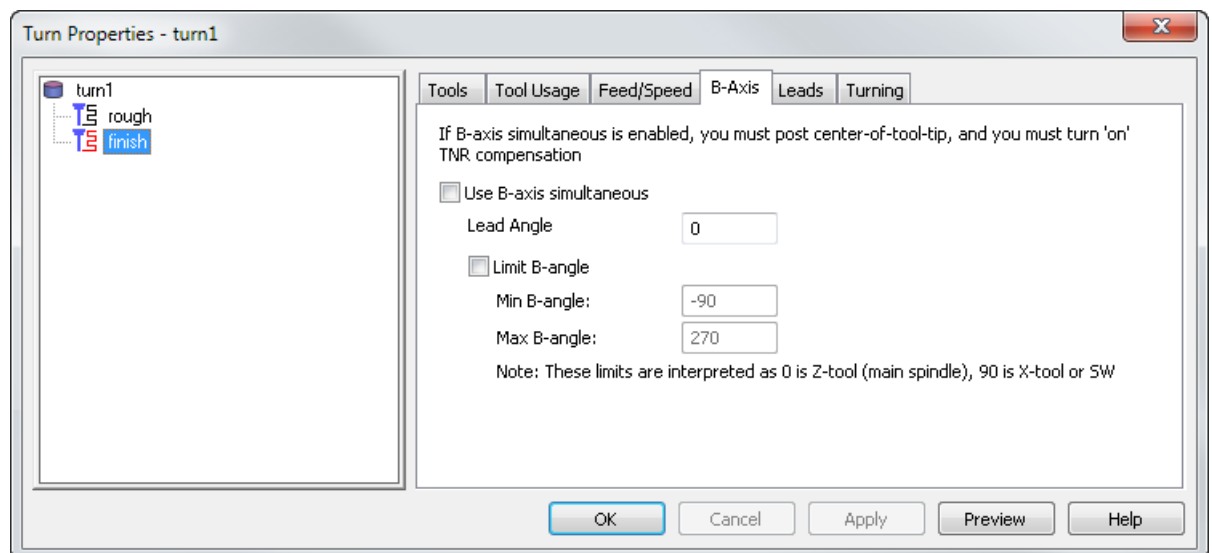 Turn Properties - turn1
turn1
rough
finish
Tools Tool Usage Feed/Speed B-Axis Leads Turning
If B-axis simultaneous is enabled, you must post center-of-tool-tip, and you must turn 'on'
TNR compensation
Use B-axis simultaneous
Lead Angle 0
Limit B-angle
Min B-angle: -90
Max B-angle: 270
Note: These limits are interpreted as 0 is Z-tool (main spindle), 90 is X-tool or SW
OK Cancel Apply Preview Help